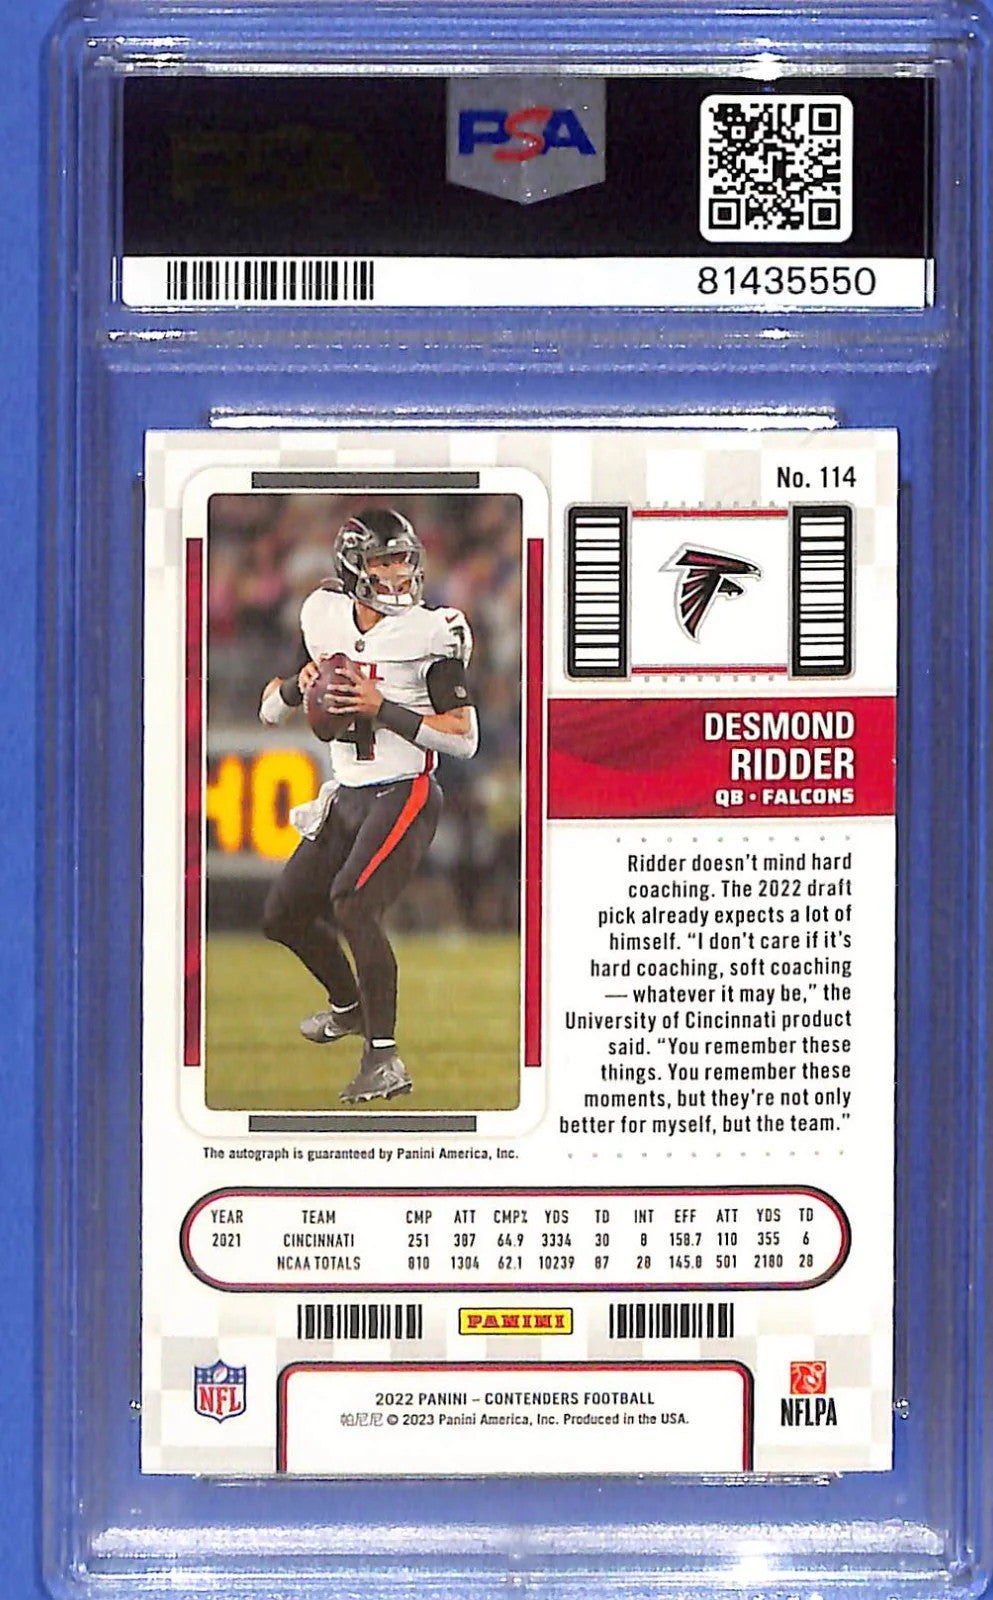 PSA
81435550
No. 114
DESMOND
RIDDER
QB • FALCONS
Ridder doesn't mind hard
coaching. The 2022 draft
pick already expects a lot of
himself. “I don't care if it's
hard coaching, soft coaching
— whatever it may be,” the
University of Cincinnati product
said. “You remember these
things. You remember these
moments, but they're not only
better for myself, but the team.”
HO
4
The autograph is guaranteed by Panini America, Inc.
YEAR TEAM CMP ATT CMP% YDS TD INT EFF ATT YDS TD
2021 CINCINNATI 251 387 64.9 3334 30 8 158.7 110 355 6
NCAA TOTALS 810 1304 62.1 10239 87 28 145.8 501 2180 28
PANINI
NFL
2022 PANINI – CONTENDERS FOOTBALL
帕尼尼 © 2023 Panini America, Inc. Produced in the USA.
NFLPA